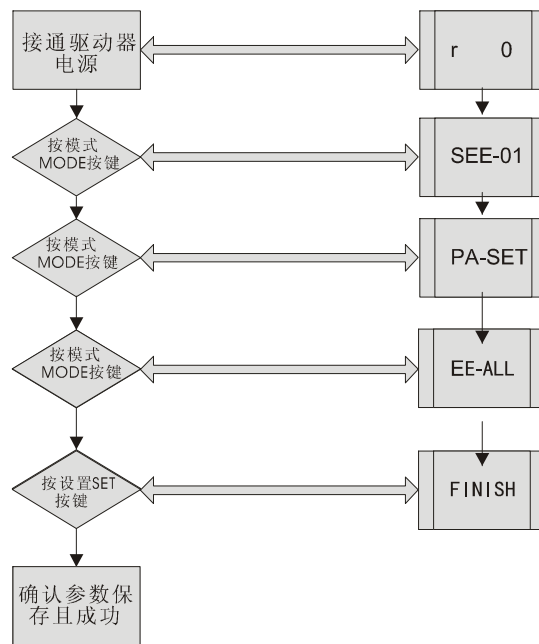 接通驱动器
电源
r 0
按模式
MODE按键
SEE-01
按模式
MODE按键
PA-SET
按模式
MODE按键
EE-ALL
按设置SET
按键
FINISH
确认参数保
存且成功